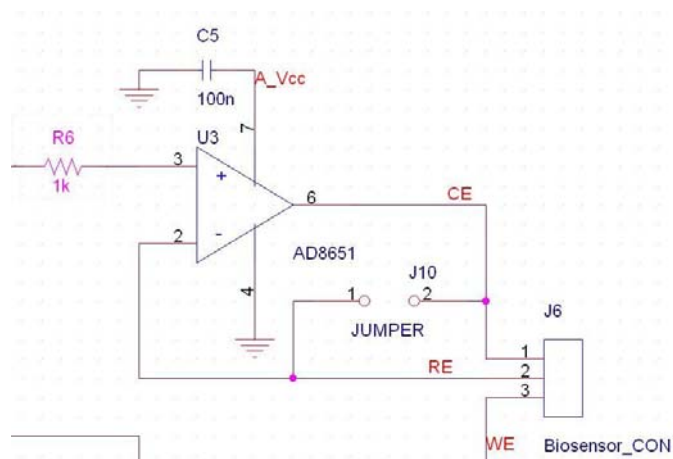 C5
A_Vcc
100n
R6
1k
7
U3
3
+
6
CE
2
-
AD8651
4
J10
1
2
J6
JUMPER
1
RE
2
3
WE
Biosensor_CON